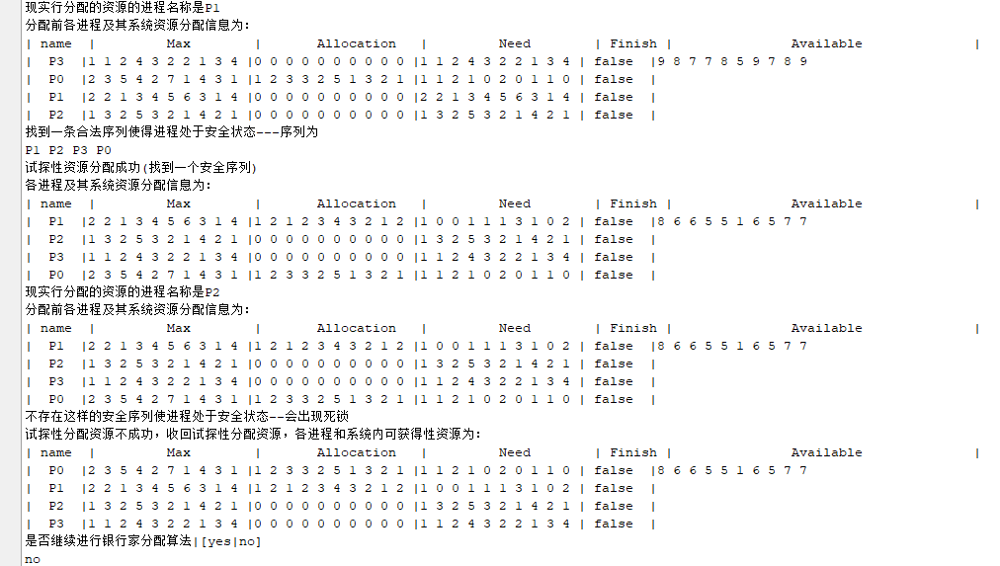 现实行分配的资源的进程名称是P1
分配前各进程及其系统资源分配信息为:
| name | Max | Allocation | Need | Finish | Available |
| P3 |1 1 2 4 3 2 2 1 3 4 |0 0 0 0 0 0 0 0 0 0 |1 1 2 4 3 2 2 1 3 4 | false |9 8 7 7 8 5 9 7 8 9
| P0 |2 3 5 4 2 7 1 4 3 1 |1 2 3 3 2 5 1 3 2 1 |1 1 2 1 0 2 0 1 1 0 | false |
| P1 |2 2 1 3 4 5 6 3 1 4 |0 0 0 0 0 0 0 0 0 0 |2 2 1 3 4 5 6 3 1 4 | false |
| P2 |1 3 2 5 3 2 1 4 2 1 |0 0 0 0 0 0 0 0 0 0 |1 3 2 5 3 2 1 4 2 1 | false |
找到一条合法序列使得进程处于安全状态---序列为
P1 P2 P3 P0
试探性资源分配成功(找到一个安全序列)
各进程及其系统资源分配信息为:
| name | Max | Allocation | Need | Finish | Available |
| P1 |2 2 1 3 4 5 6 3 1 4 |1 2 1 2 3 4 3 2 1 2 |1 0 0 1 1 1 3 1 0 2 | false |8 6 6 5 5 1 6 5 7 7
| P2 |1 3 2 5 3 2 1 4 2 1 |0 0 0 0 0 0 0 0 0 0 |1 3 2 5 3 2 1 4 2 1 | false |
| P3 |1 1 2 4 3 2 2 1 3 4 |0 0 0 0 0 0 0 0 0 0 |1 1 2 4 3 2 2 1 3 4 | false |
| P0 |2 3 5 4 2 7 1 4 3 1 |1 2 3 3 2 5 1 3 2 1 |1 1 2 1 0 2 0 1 1 0 | false |
现实行分配的资源的进程名称是P2
分配前各进程及其系统资源分配信息为:
| name | Max | Allocation | Need | Finish | Available |
| P1 |2 2 1 3 4 5 6 3 1 4 |1 2 1 2 3 4 3 2 1 2 |1 0 0 1 1 1 3 1 0 2 | false |8 6 6 5 5 1 6 5 7 7
| P2 |1 3 2 5 3 2 1 4 2 1 |0 0 0 0 0 0 0 0 0 0 |1 3 2 5 3 2 1 4 2 1 | false |
| P3 |1 1 2 4 3 2 2 1 3 4 |0 0 0 0 0 0 0 0 0 0 |1 1 2 4 3 2 2 1 3 4 | false |
| P0 |2 3 5 4 2 7 1 4 3 1 |1 2 3 3 2 5 1 3 2 1 |1 1 2 1 0 2 0 1 1 0 | false |
不存在这样的安全序列使进程处于安全状态--会出现死锁
试探性分配资源不成功，收回试探性分配资源，各进程和系统内可获得性资源为:
| name | Max | Allocation | Need | Finish | Available |
| P0 |2 3 5 4 2 7 1 4 3 1 |1 2 3 3 2 5 1 3 2 1 |1 1 2 1 0 2 0 1 1 0 | false |8 6 6 5 5 1 6 5 7 7
| P1 |2 2 1 3 4 5 6 3 1 4 |1 2 1 2 3 4 3 2 1 2 |1 0 0 1 1 1 3 1 0 2 | false |
| P2 |1 3 2 5 3 2 1 4 2 1 |0 0 0 0 0 0 0 0 0 0 |1 3 2 5 3 2 1 4 2 1 | false |
| P3 |1 1 2 4 3 2 2 1 3 4 |0 0 0 0 0 0 0 0 0 0 |1 1 2 4 3 2 2 1 3 4 | false |
是否继续进行银行家分配算法|[yes|no]
no